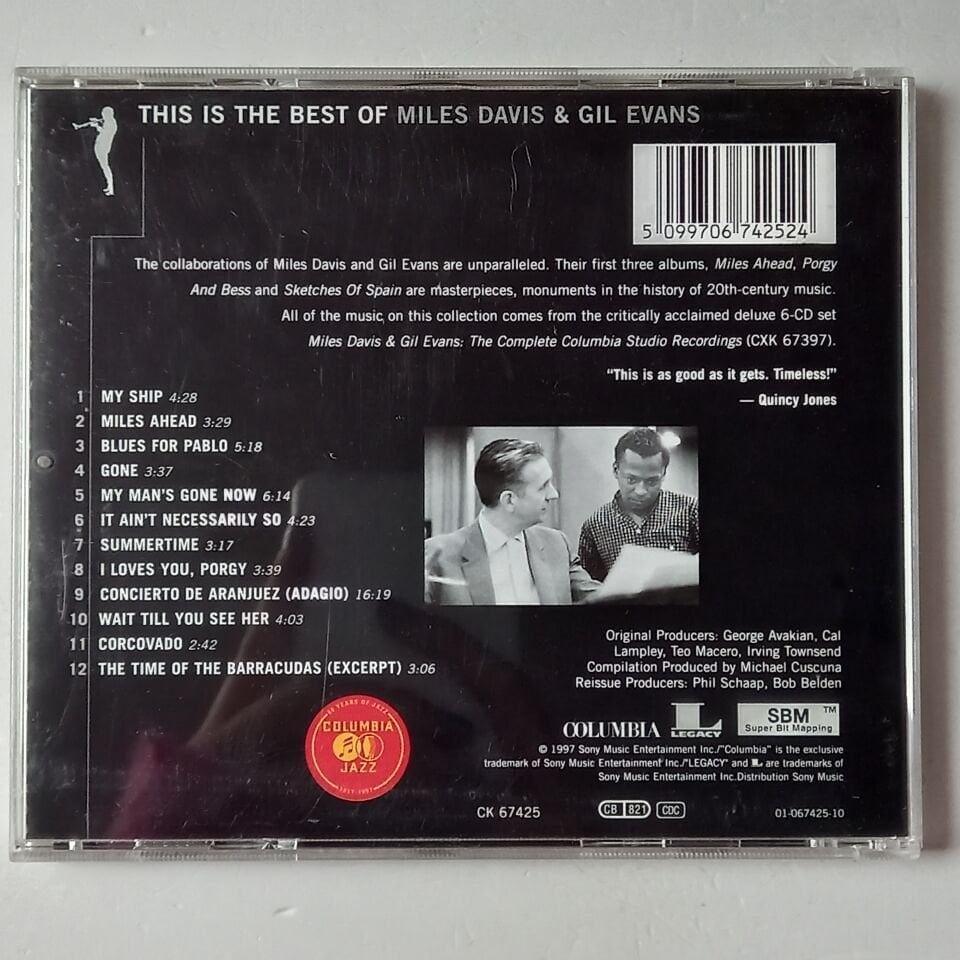 THIS IS THE BEST OF MILES DAVIS & GIL EVANS
5 099706 742524
The collaborations of Miles Davis and Gil Evans are unparalleled. Their first three albums, Miles Ahead, Porgy
And Bess and Sketches Of Spain are masterpieces, monuments in the history of 20th-century music.
All of the music on this collection comes from the critically acclaimed deluxe 6-CD set
Miles Davis & Gil Evans: The Complete Columbia Studio Recordings (CXK 67397).
"This is as good as it gets. Timeless!"
— Quincy Jones
1 MY SHIP 4:28
2 MILES AHEAD 3:29
3 BLUES FOR PABLO 5:18
4 GONE 3:37
5 MY MAN'S GONE NOW 6:14
6 IT AIN'T NECESSARILY SO 4:23
7 SUMMERTIME 3:17
8 I LOVES YOU, PORGY 3:39
9 CONCIERTO DE ARANJUEZ (ADAGIO) 16:19
10 WAIT TILL YOU SEE HER 4:03
11 CORCOVADO 2:42
12 THE TIME OF THE BARRACUDAS (EXCERPT) 3:06
Original Producers: George Avakian, Cal
Lampley, Teo Macero, Irving Townsend
Compilation Produced by Michael Cuscuna
Reissue Producers: Phil Schaap, Bob Belden
80 YEARS OF JAZZ
COLUMBIA
JAZZ
1917-1997
COLUMBIA L LEGACY SBM TM
Super Bit Mapping
© 1997 Sony Music Entertainment Inc./"Columbia" is the exclusive
trademark of Sony Music Entertainment Inc./"LEGACY" and L are trademarks of
Sony Music Entertainment Inc.Distribution Sony Music
CK 67425 CB 821 CDC 01-067425-10